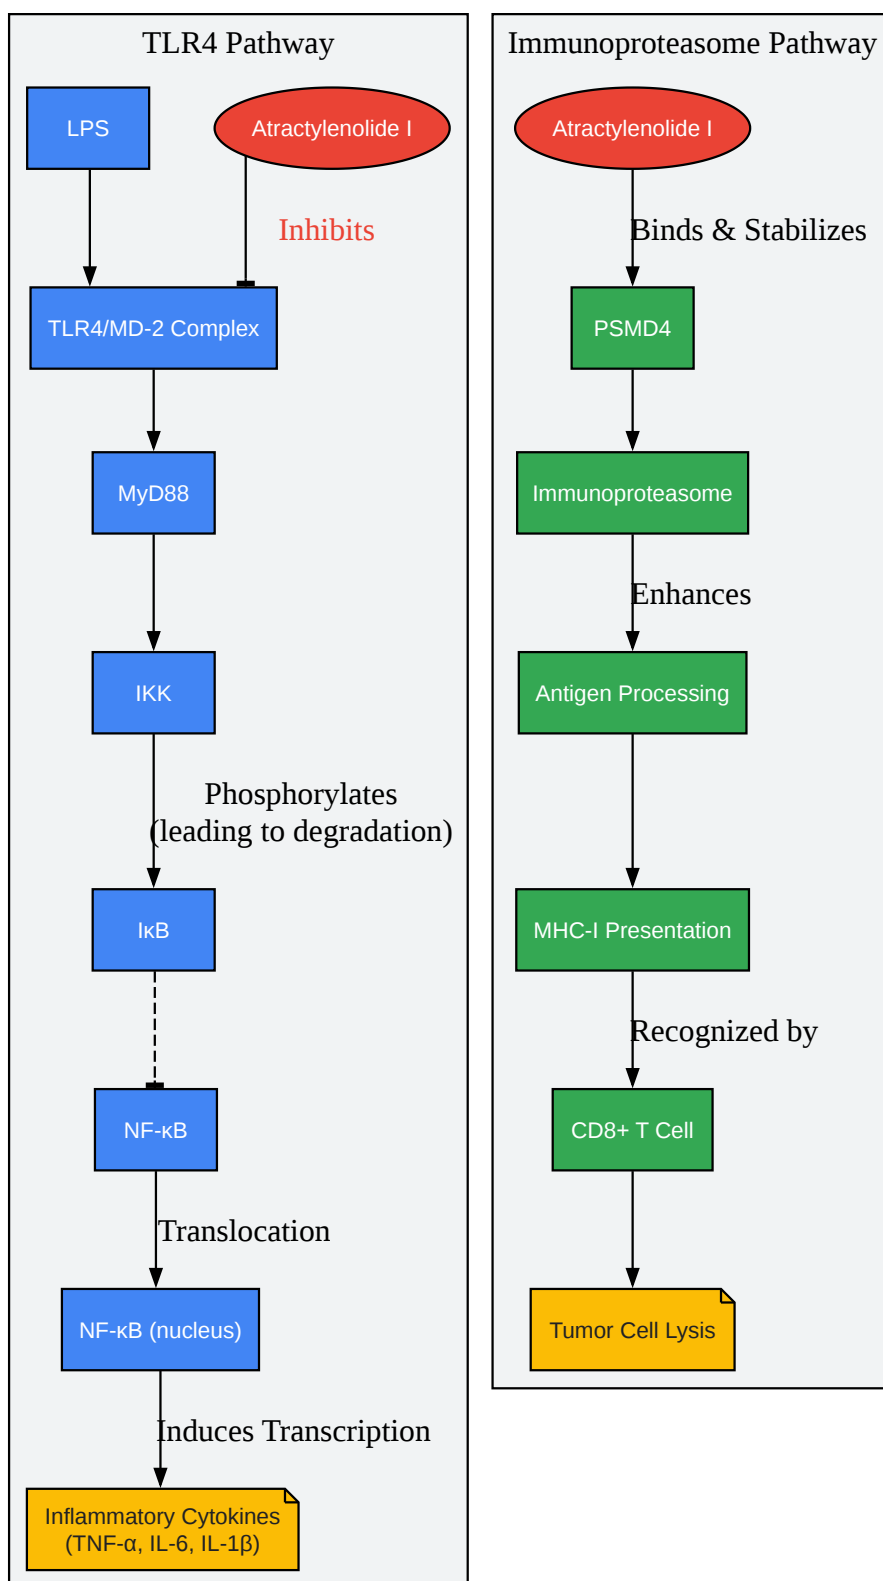 TLR4 Pathway
LPS
Atractylenolide I
Inhibits
TLR4/MD-2 Complex
MyD88
IKK
Phosphorylates
(leading to degradation)
IκB
NF-κB
Translocation
NF-κB (nucleus)
Induces Transcription
Inflammatory Cytokines
(TNF-α, IL-6, IL-1β)
Immunoproteasome Pathway
Atractylenolide I
Binds & Stabilizes
PSMD4
Immunoproteasome
Enhances
Antigen Processing
MHC-I Presentation
Recognized by
CD8+ T Cell
Tumor Cell Lysis